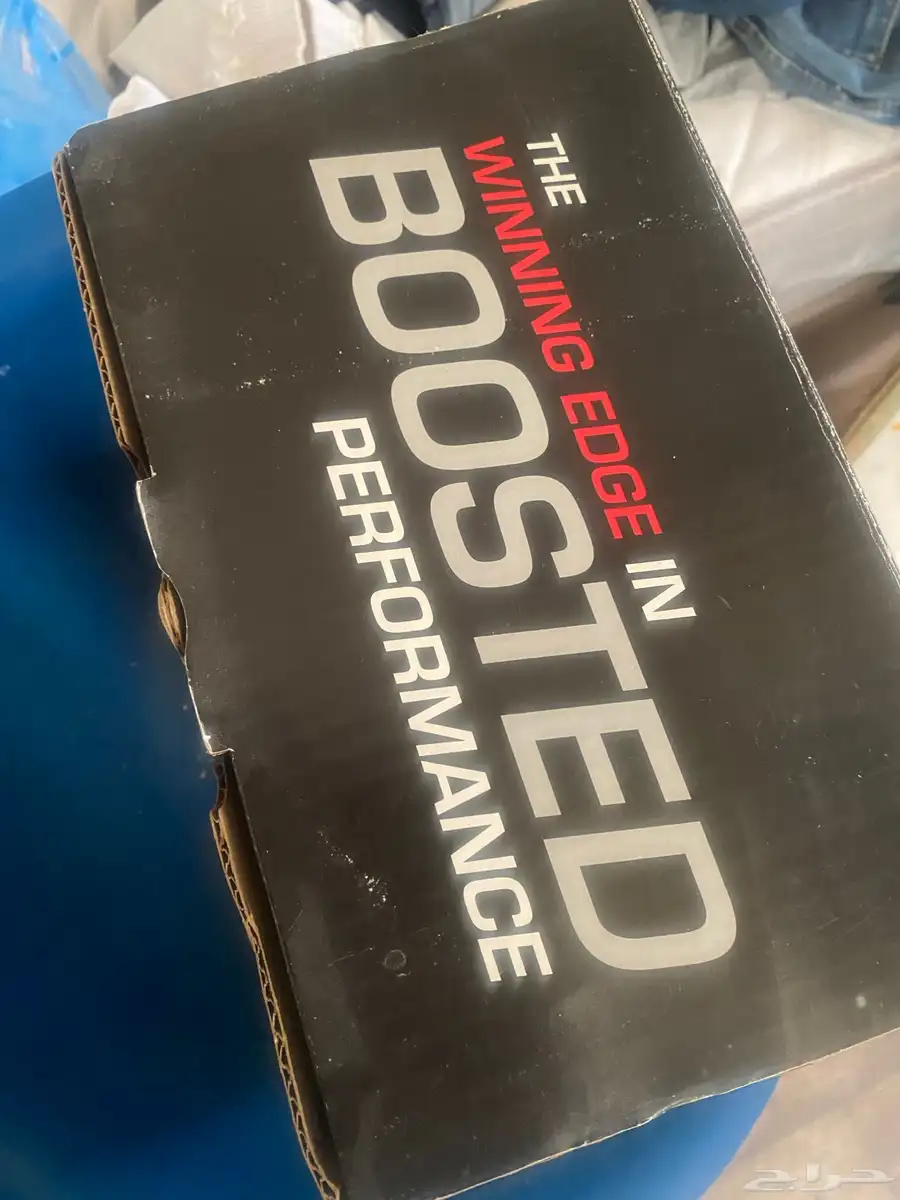 THE
WINNING EDGE IN
BOOSTED
PERFORMANCE
حراج